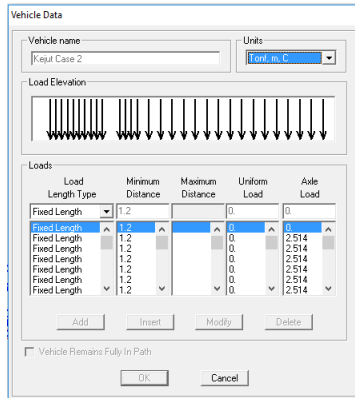 Vehicle Data
Vehicle name
Kejut Case 2
Units
Tonf, m, C
Load Elevation
Loads
Load Length Type
Minimum Distance
Maximum Distance
Uniform Load
Axle Load
Fixed Length 1.2 0. 0.
Fixed Length 1.2 0. 0.
Fixed Length 1.2 0. 2.514
Fixed Length 1.2 0. 2.514
Fixed Length 1.2 0. 2.514
Fixed Length 1.2 0. 2.514
Fixed Length 1.2 0. 2.514
Fixed Length 1.2 0. 2.514
Add Insert Modify Delete
Vehicle Remains Fully In Path
OK Cancel